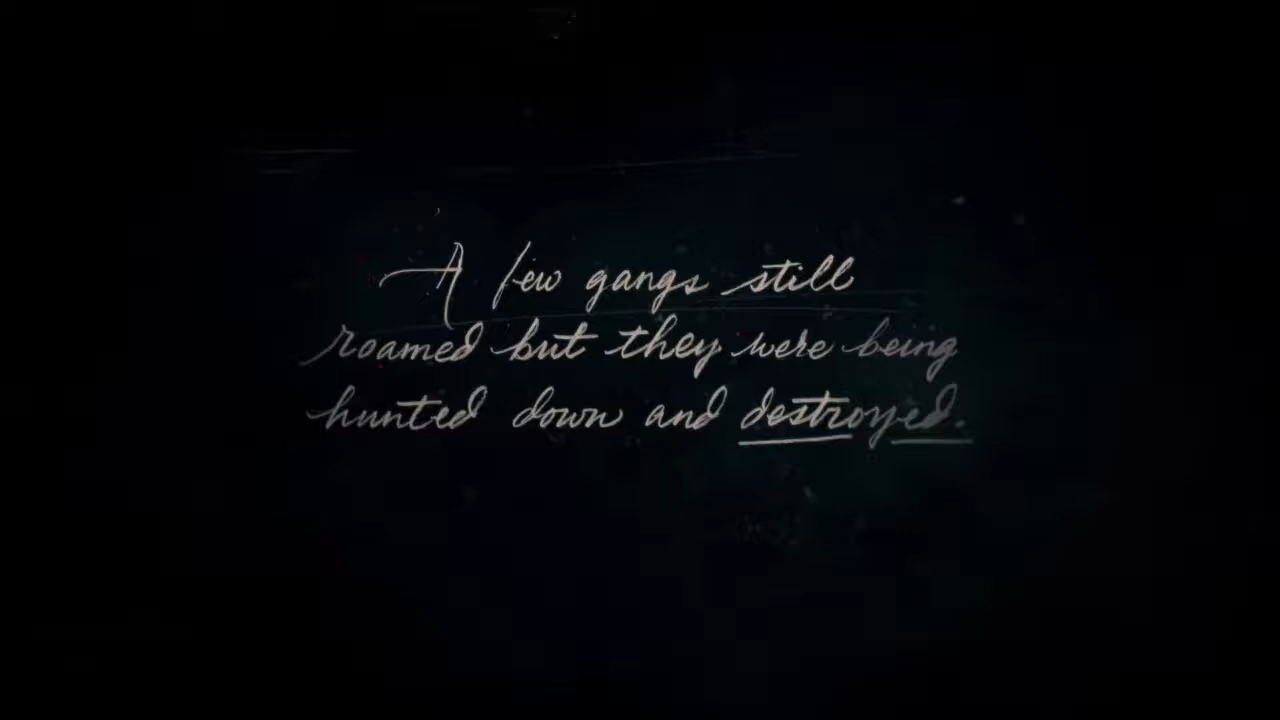 A few gangs still
roamed but they were being
hunted down and destroyed.